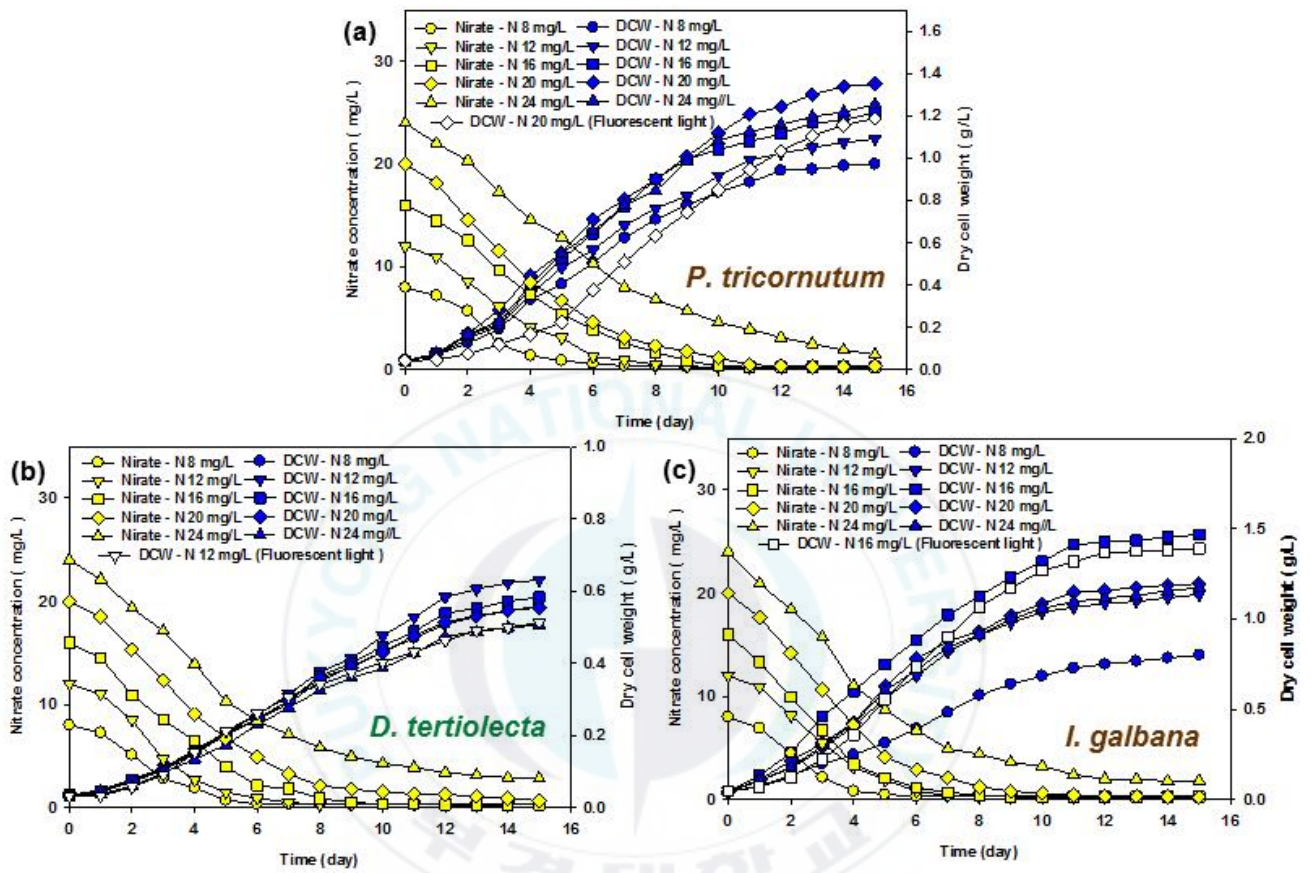 (a)
Nirate - N 8 mg/L DCW - N 8 mg/L
Nirate - N 12 mg/L DCW - N 12 mg/L
Nirate - N 16 mg/L DCW - N 16 mg/L
Nirate - N 20 mg/L DCW - N 20 mg/L
Nirate - N 24 mg/L DCW - N 24 mg//L
DCW - N 20 mg/L (Fluorescent light )
Nitrate concentration ( mg/L)
30
20
10
0
1.6
1.4
1.2
1.0
0.8
0.6
0.4
0.2
0.0
Dry cell weight ( g/L)
P. tricornutum
0 2 4 6 8 10 12 14 16
Time ( day)
(b)
Nirate - N 8 mg/L DCW - N 8 mg/L
Nirate - N 12 mg/L DCW - N 12 mg/L
Nirate - N 16 mg/L DCW - N 16 mg/L
Nirate - N 20 mg/L DCW - N 20 mg/L
Nirate - N 24 mg/L DCW - N 24 mg//L
DCW - N 12 mg/L (Fluorescent light )
Nitrate concentration ( mg/L)
30
20
10
0
1.0
0.8
0.6
0.4
0.2
0.0
Dry cell weight ( g/L)
D. tertiolecta
0 2 4 6 8 10 12 14 16
Time ( day)
(c)
Nirate - N 8 mg/L DCW - N 8 mg/L
Nirate - N 12 mg/L DCW - N 12 mg/L
Nirate - N 16 mg/L DCW - N 16 mg/L
Nirate - N 20 mg/L DCW - N 20 mg/L
Nirate - N 24 mg/L DCW - N 24 mg//L
DCW - N 16 mg/L (Fluorescent light )
Nitrate concentration ( mg/L)
30
20
10
0
2.0
1.5
1.0
0.5
0.0
Dry cell weight ( g/L)
I. galbana
0 2 4 6 8 10 12 14 16
Time ( day)
NATIONAL